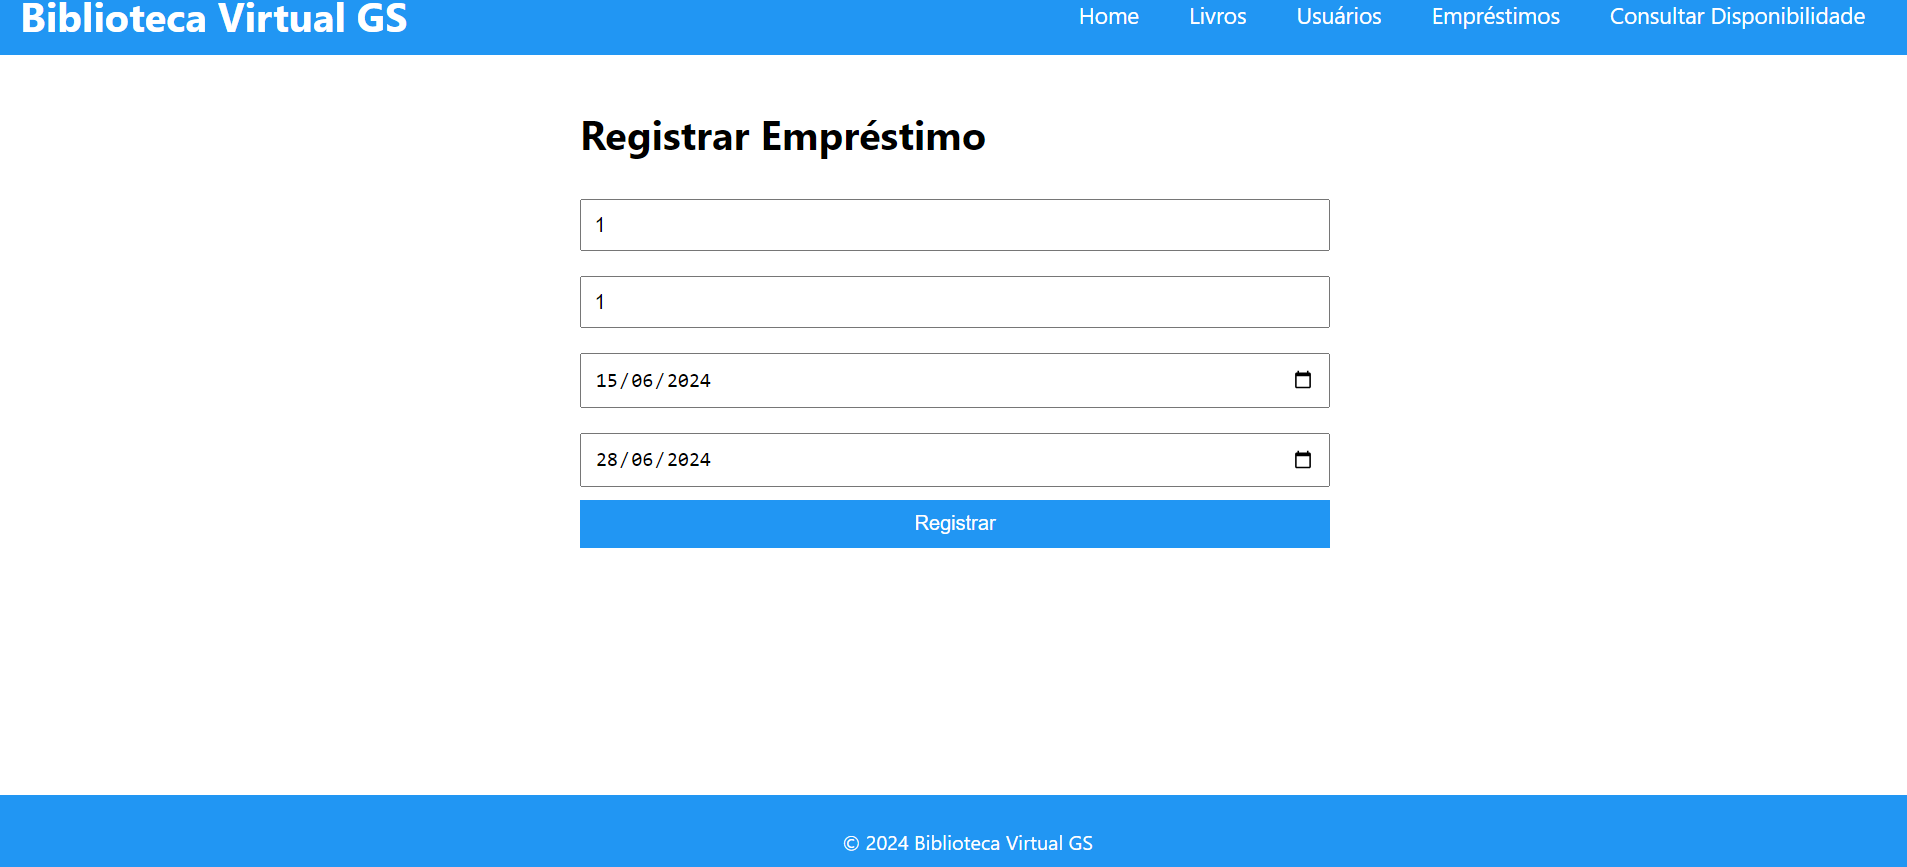 Biblioteca Virtual GS
Home Livros Usuários Empréstimos Consultar Disponibilidade
Registrar Empréstimo
1
1
15/06/2024
28/06/2024
Registrar
© 2024 Biblioteca Virtual GS